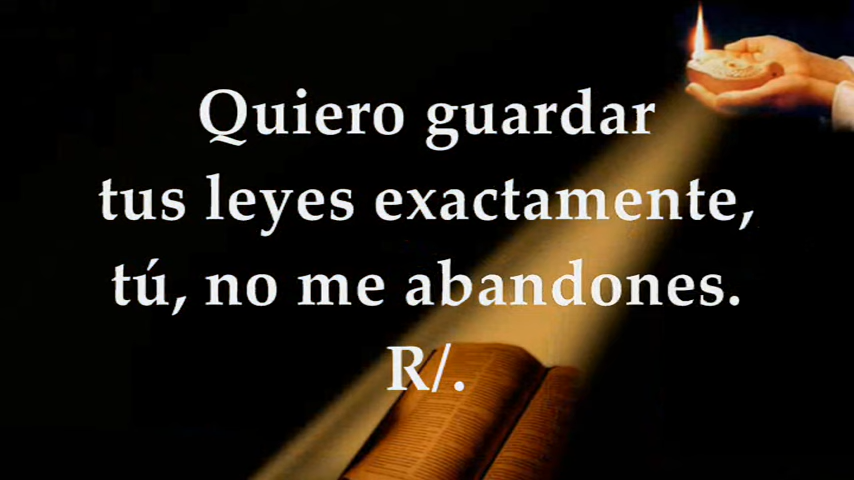 Quiero guardar
tus leyes exactamente,
tú, no me abandones.
R/.